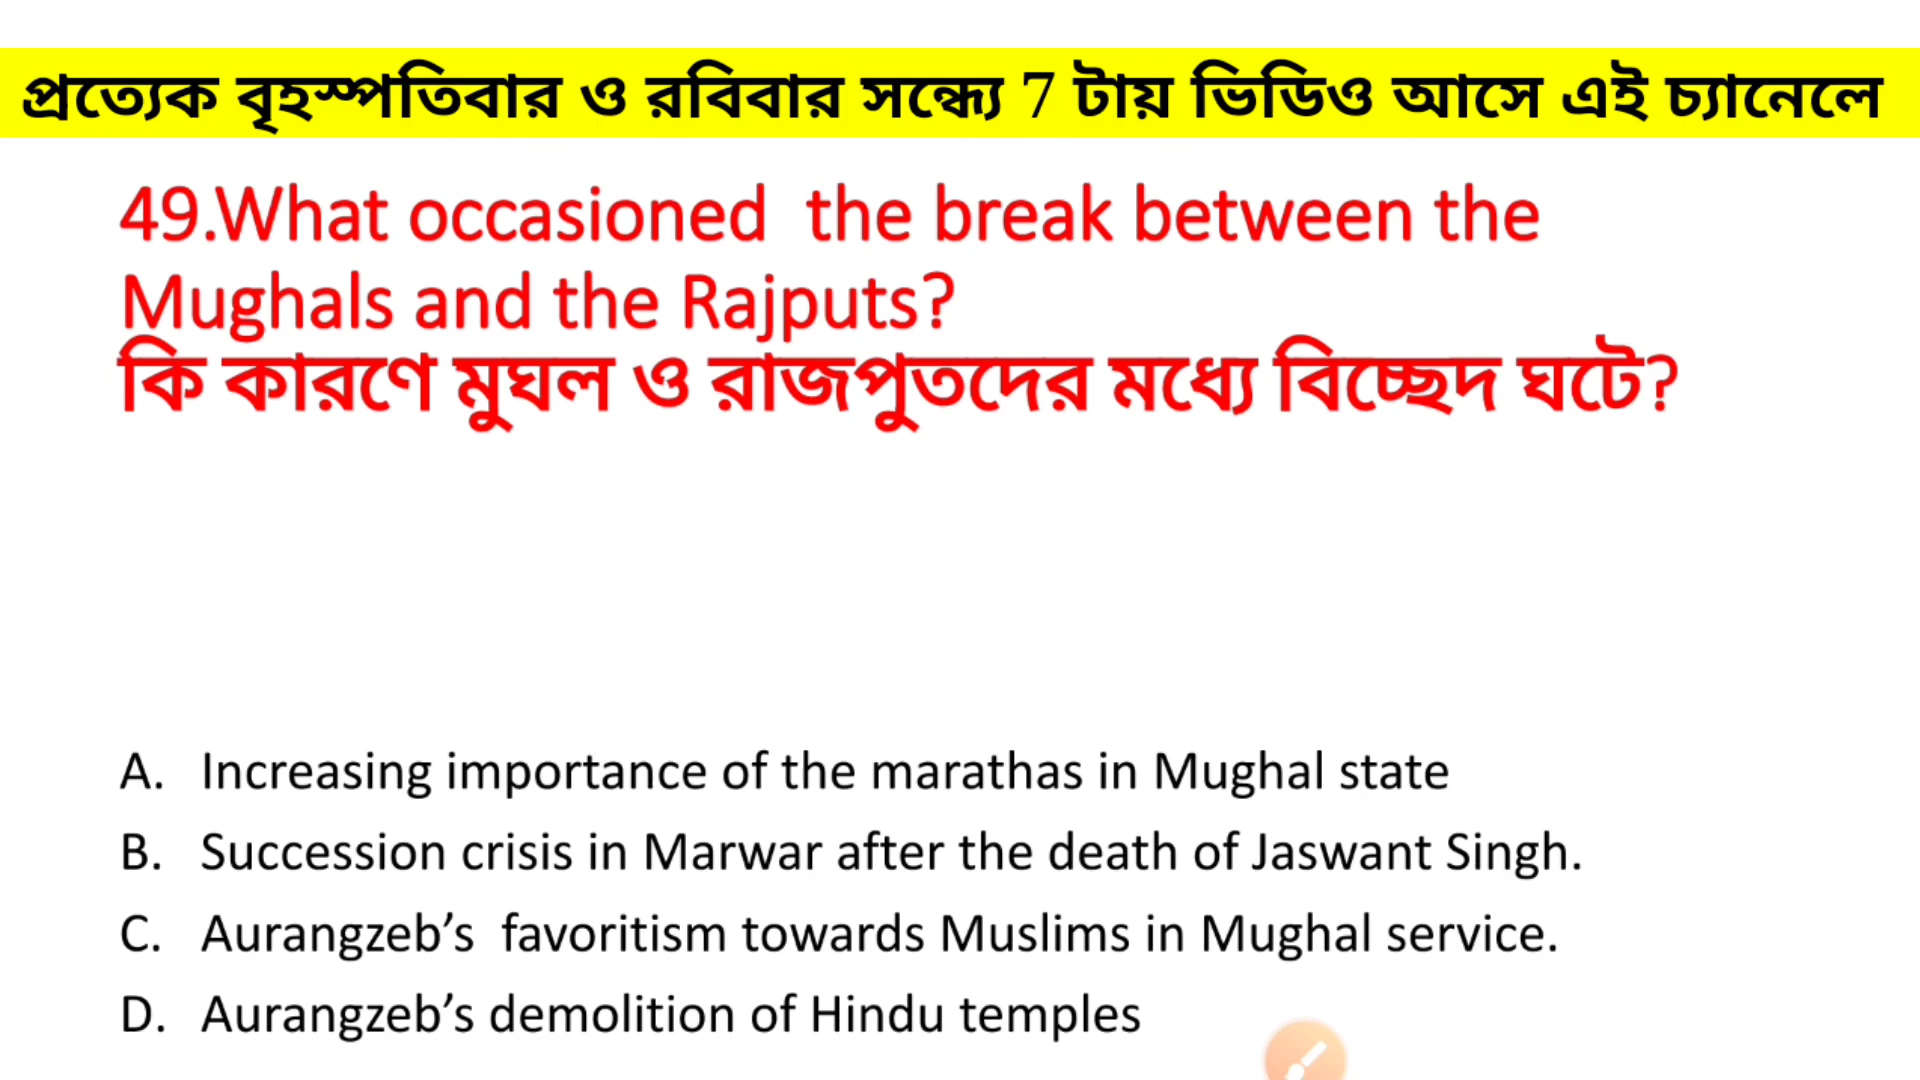 প্রত্যেক বৃহস্পতিবার ও রবিবার সন্ধ্যে 7 টায় ভিডিও আসে এই চ্যানেলে
49.What occasioned  the break between the
Mughals and the Rajputs?
কি কারণে মুঘল ও রাজপুতদের মধ্যে বিচ্ছেদ ঘটে?
A. Increasing importance of the marathas in Mughal state
B. Succession crisis in Marwar after the death of Jaswant Singh.
C. Aurangzeb’s  favoritism towards Muslims in Mughal service.
D. Aurangzeb’s demolition of Hindu temples